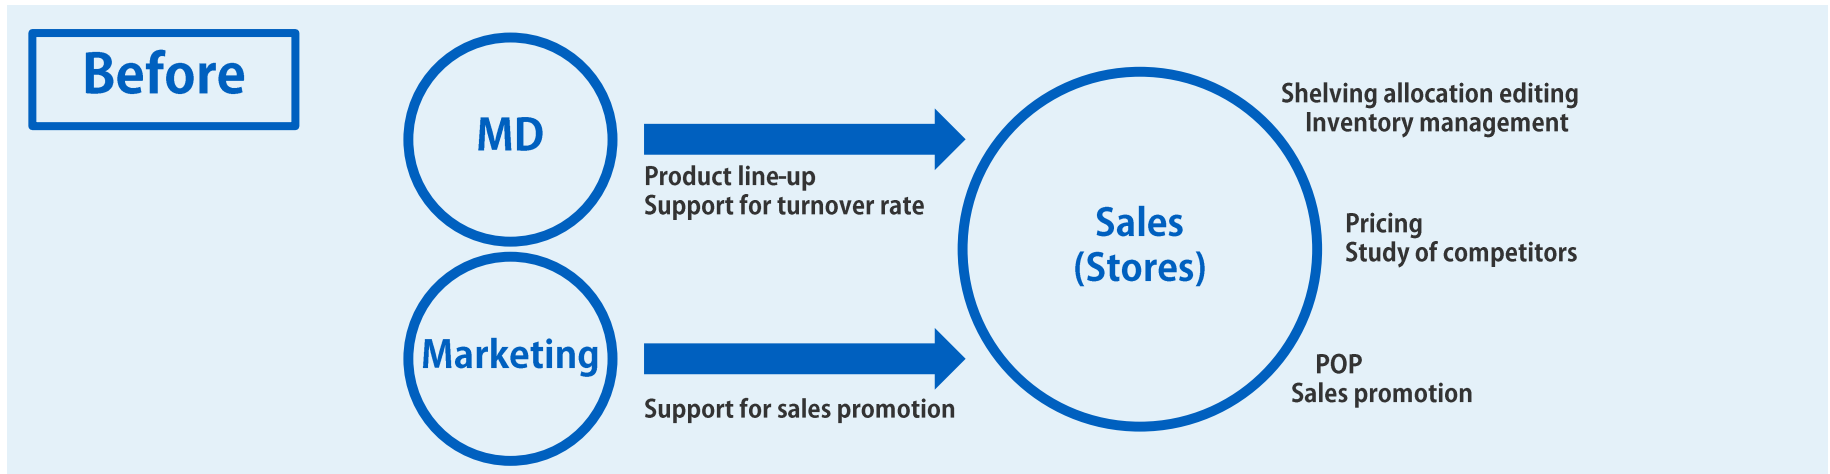 Before
MD
Product line-up
Support for turnover rate
Marketing
Support for sales promotion
Sales
(Stores)
Shelving allocation editing
Inventory management
Pricing
Study of competitors
POP
Sales promotion